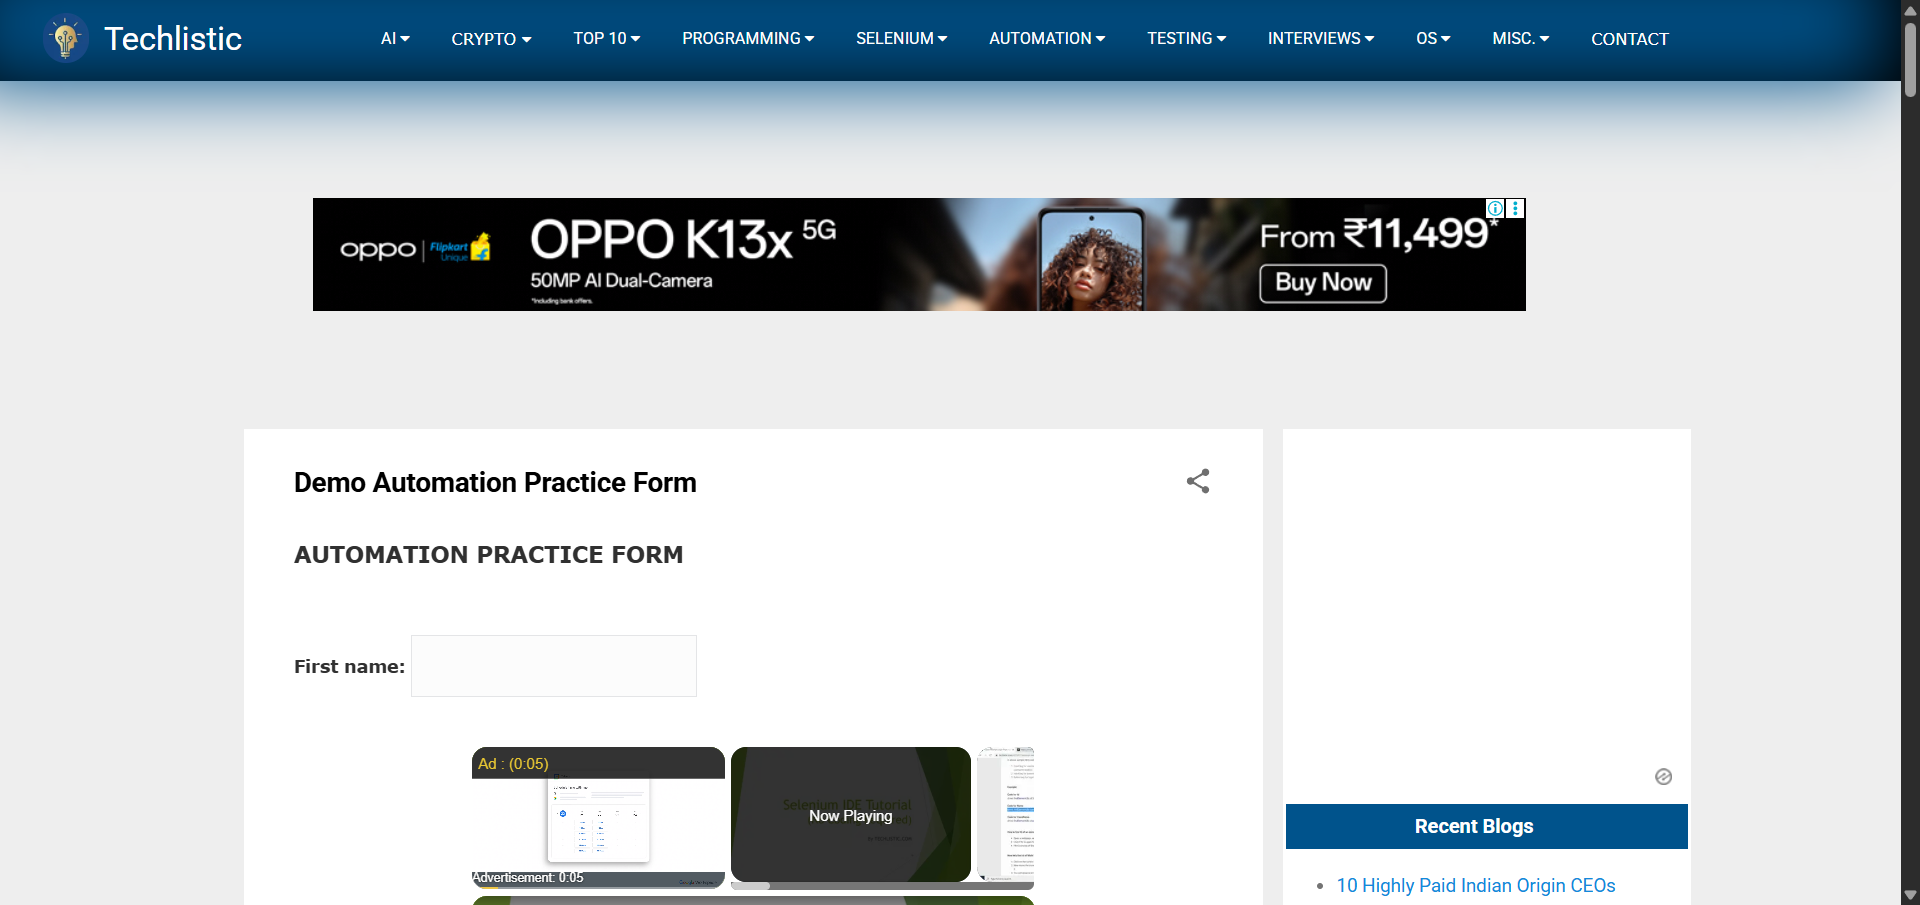 Techlistic
AI
CRYPTO
TOP 10
PROGRAMMING
SELENIUM
AUTOMATION
TESTING
INTERVIEWS
OS
MISC.
CONTACT
oppo
Flipkart
Unique
OPPO K13x 5G
50MP AI Dual-Camera
*Including bank offers.
From ₹11,499*
Buy Now
Demo Automation Practice Form
AUTOMATION PRACTICE FORM
First name:
Ad : (0:05)
Advertisement: 0:05
Selenium IDE Tutorial
Now Playing
Recent Blogs
10 Highly Paid Indian Origin CEOs